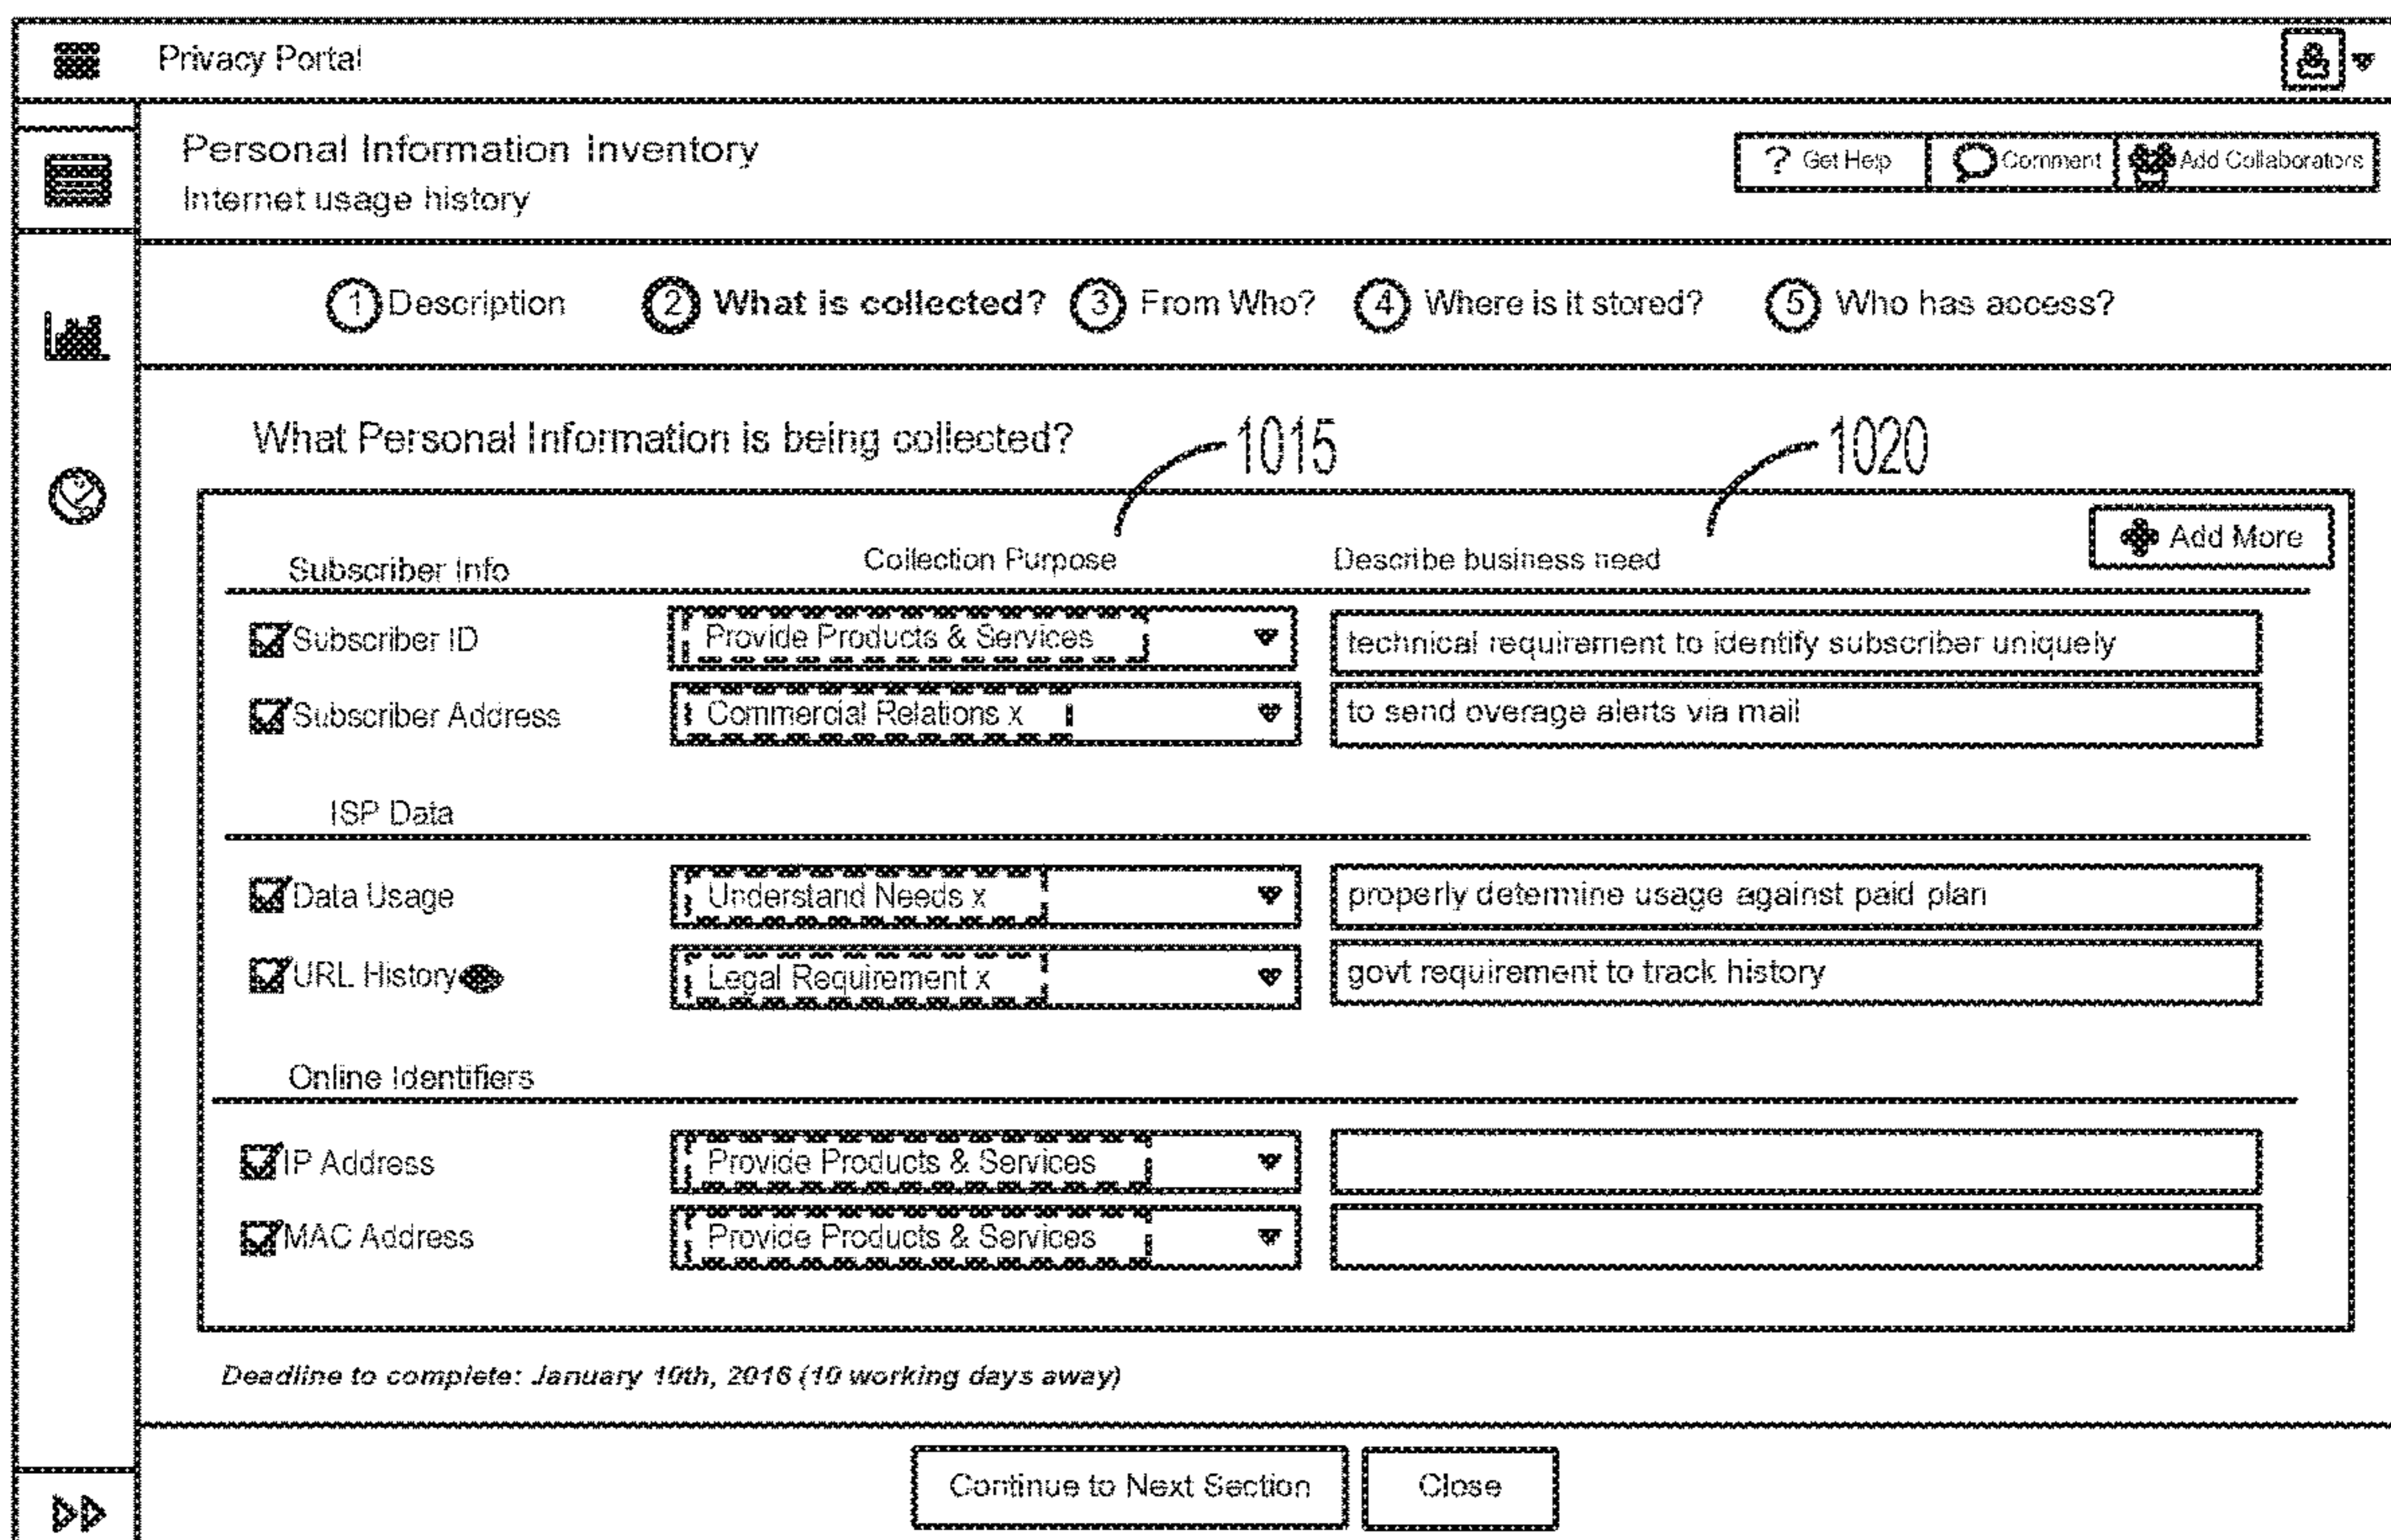 Privacy Portal
Personal Information Inventory
Internet usage history
? Get Help Comment Add Collaborators
1 Description 2 What is collected? 3 From Who? 4 Where is it stored? 5 Who has access?
What Personal Information is being collected? 1015 1020
Add More
Subscriber Info Collection Purpose Describe business need
Subscriber ID Provide Products & Services technical requirement to identify subscriber uniquely
Subscriber Address Commercial Relations x to send overage alerts via mail
ISP Data
Data Usage Understand Needs x properly determine usage against paid plan
URL History Legal Requirement x govt requirement to track history
Online Identifiers
IP Address Provide Products & Services
MAC Address Provide Products & Services
Deadline to complete: January 10th, 2016 (10 working days away)
Continue to Next Section Close